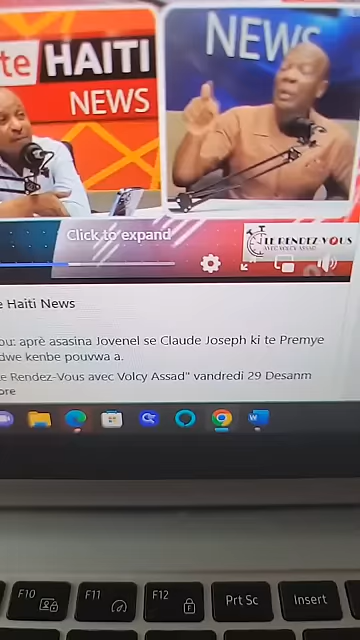 te HAITI
NEWS
NEWS
Click to expand
LE RENDEZ-VOUS
AVEC VOLCY ASSAD
e Haiti News
ou: aprè asasina Jovenel se Claude Joseph ki te Premye
dwe kenbe pouvwa a.
e Rendez-Vous avec Volcy Assad" vandredi 29 Desanm
ore
W
F10
F11
F12
F
Prt Sc
Insert